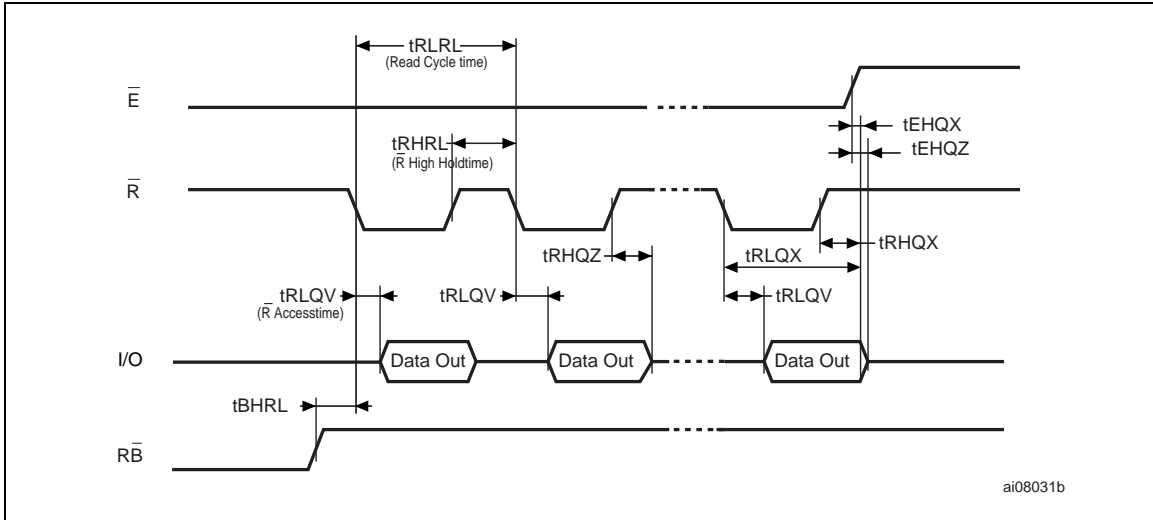 tRLRL
(Read Cycle time)
E̅
tEHQX
tRHRL
tEHQZ
(R̅ High Holdtime)
R̅
tRHQZ
tRHQX
tRLQX
tRLQV
tRLQV
tRLQV
(R̅ Accesstime)
I/O
Data Out
Data Out
Data Out
tBHRL
RB̅
ai08031b